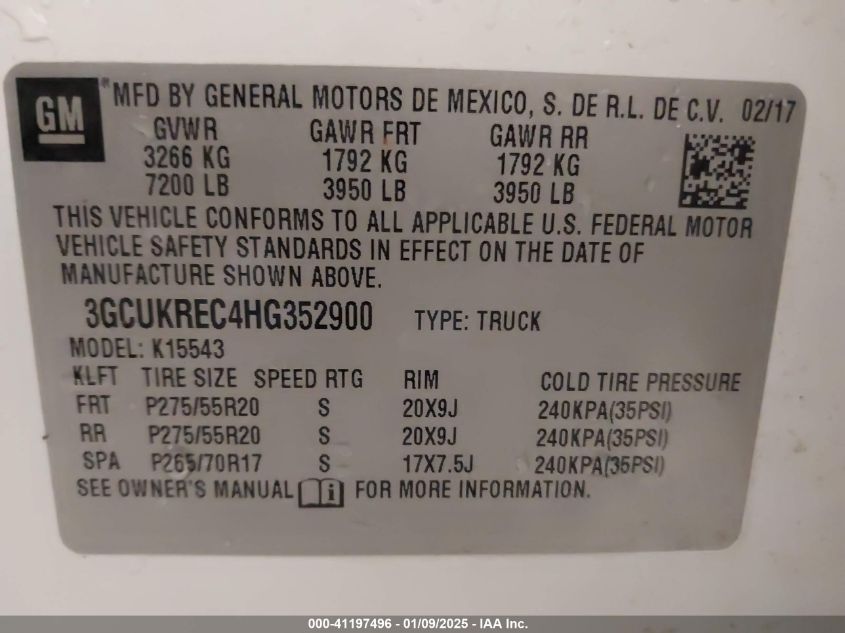 GM ® MFD BY GENERAL MOTORS DE MEXICO, S. DE R.L. DE C.V. 02/17
GVWR GAWR FRT GAWR RR
3266 KG 1792 KG 1792 KG
7200 LB 3950 LB 3950 LB
THIS VEHICLE CONFORMS TO ALL APPLICABLE U.S. FEDERAL MOTOR
VEHICLE SAFETY STANDARDS IN EFFECT ON THE DATE OF
MANUFACTURE SHOWN ABOVE.
3GCUKREC4HG352900 TYPE: TRUCK
MODEL: K15543
KLFT TIRE SIZE SPEED RTG RIM COLD TIRE PRESSURE
FRT P275/55R20 S 20X9J 240KPA(35PSI)
RR P275/55R20 S 20X9J 240KPA(35PSI)
SPA P265/70R17 S 17X7.5J 240KPA(35PSI)
SEE OWNER'S MANUAL i FOR MORE INFORMATION.
000-41197496 - 01/09/2025 - IAA Inc.